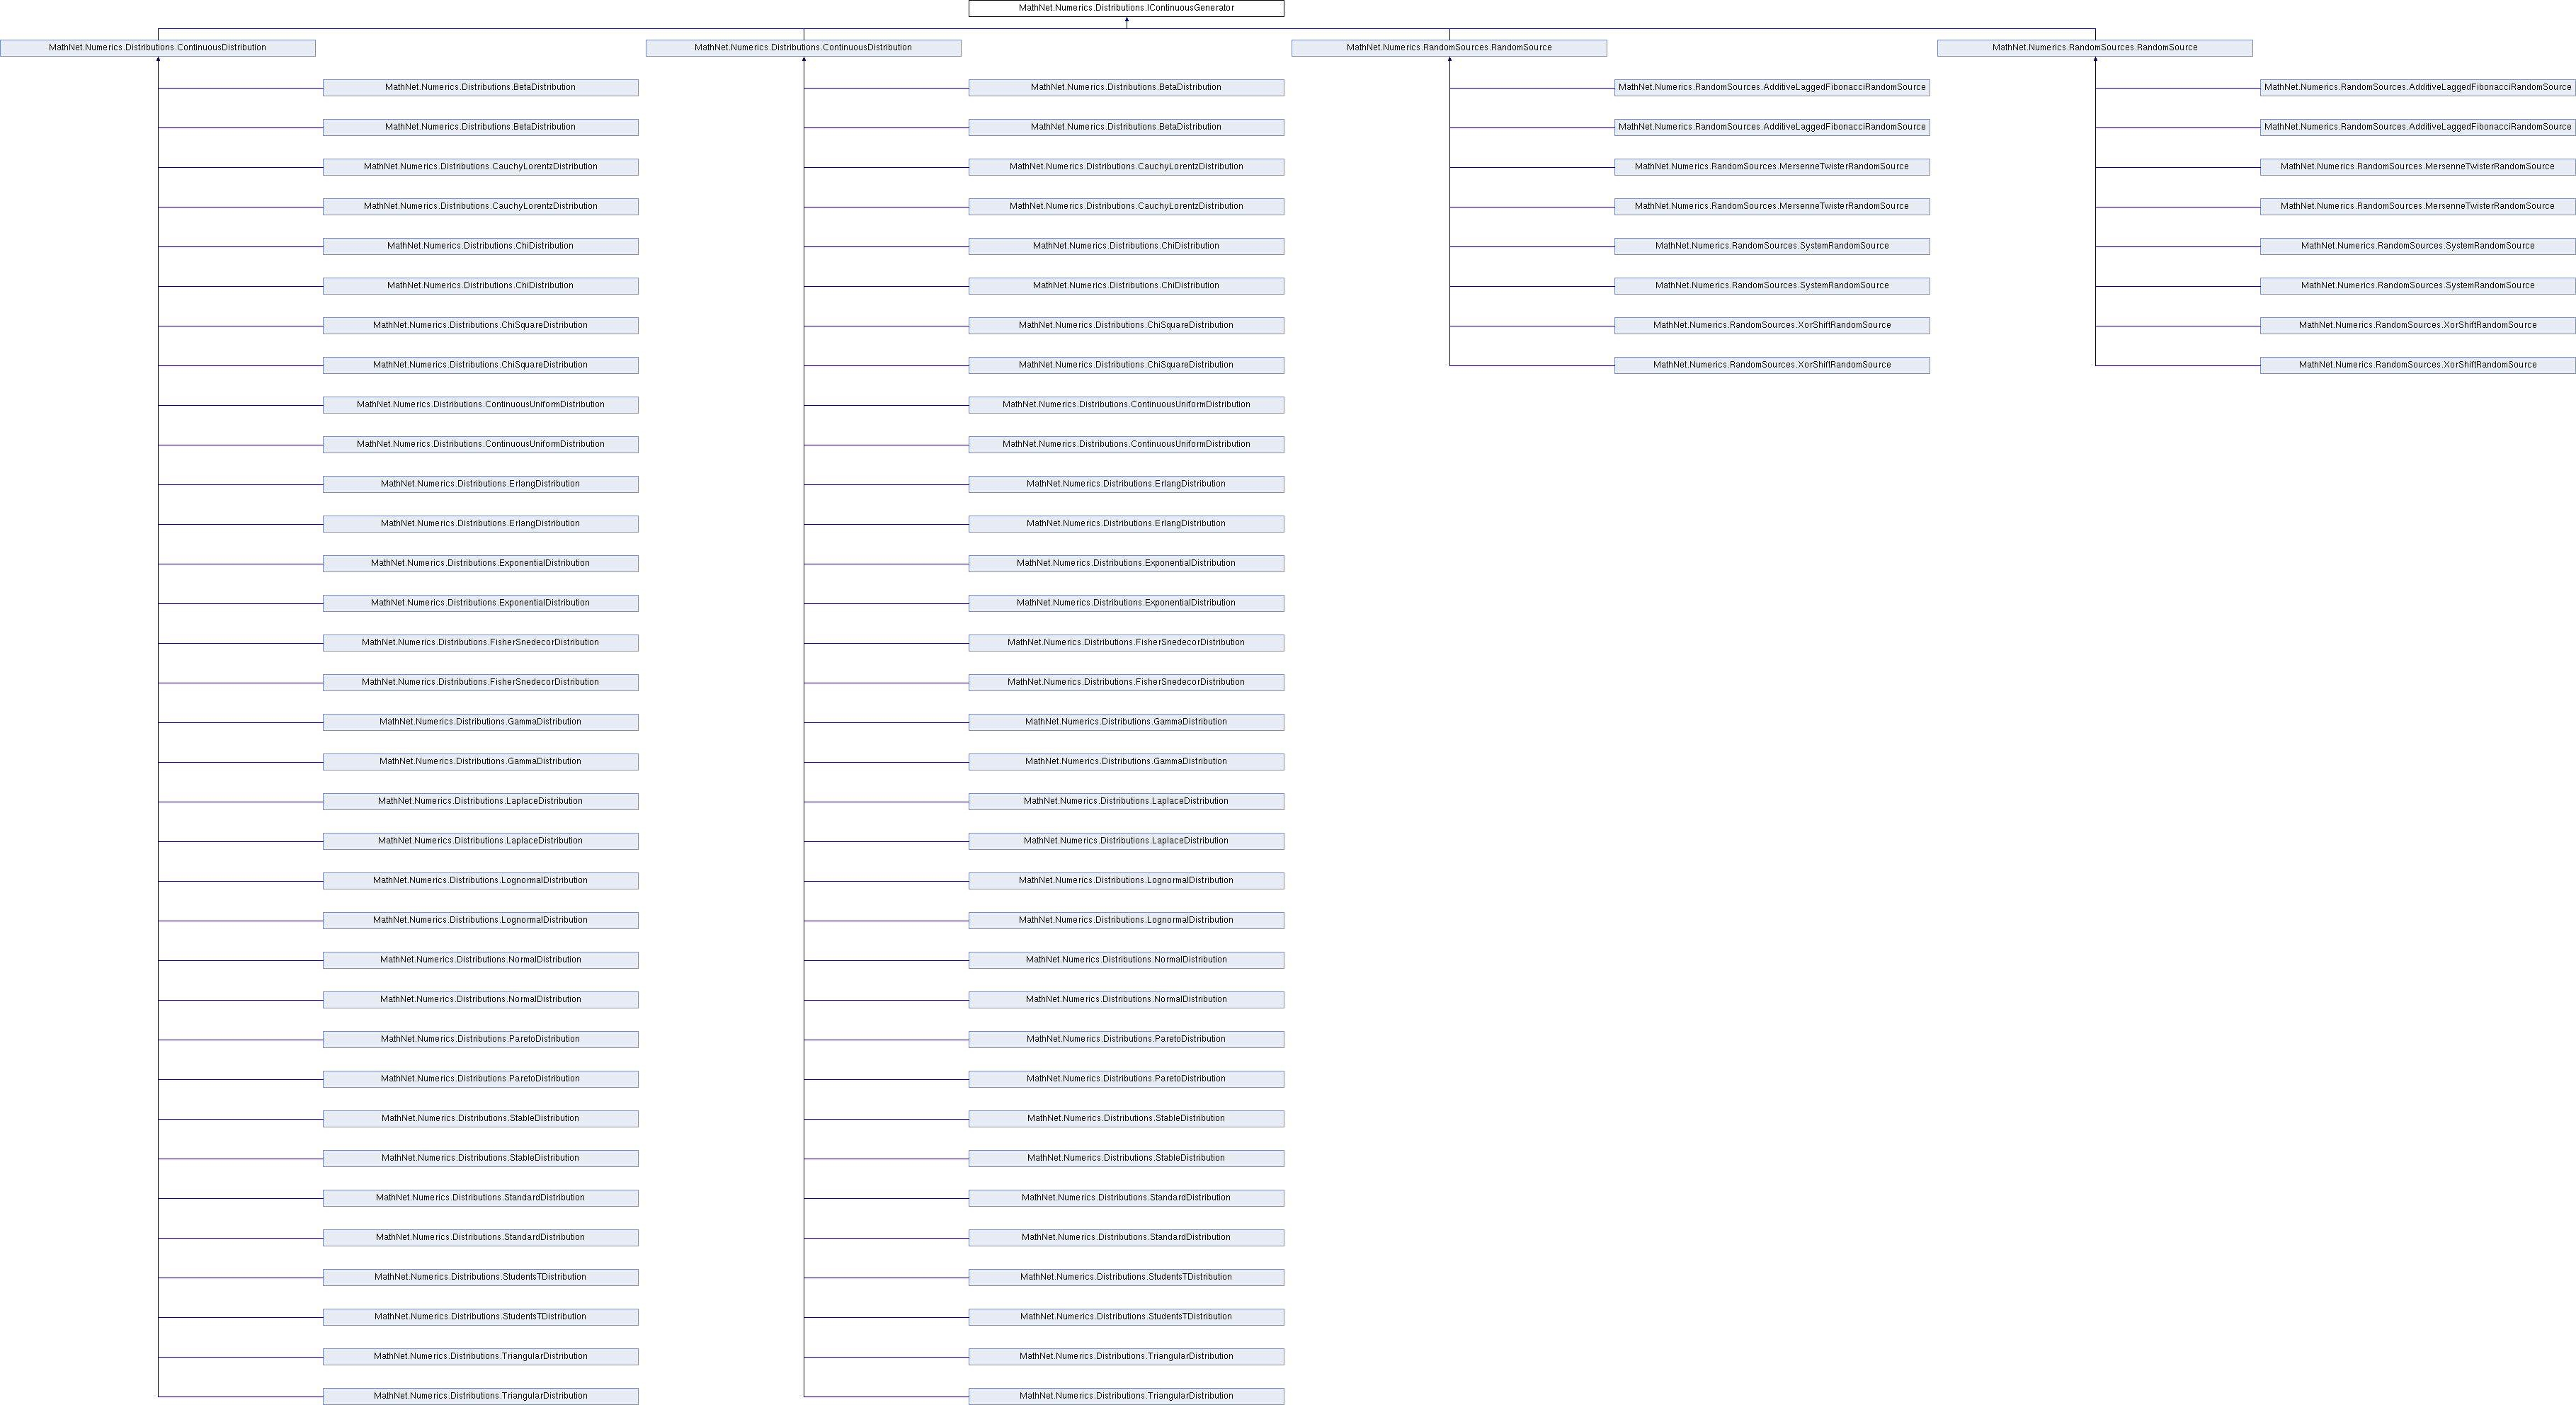 MathNet.Numerics.Distributions.IContinuousGenerator
MathNet.Numerics.Distributions.ContinuousDistribution
MathNet.Numerics.Distributions.ContinuousDistribution
MathNet.Numerics.RandomSources.RandomSource
MathNet.Numerics.RandomSources.RandomSource
MathNet.Numerics.Distributions.BetaDistribution
MathNet.Numerics.Distributions.BetaDistribution
MathNet.Numerics.RandomSources.AdditiveLaggedFibonacciRandomSource
MathNet.Numerics.RandomSources.AdditiveLaggedFibonacciRandomSource
MathNet.Numerics.Distributions.BetaDistribution
MathNet.Numerics.Distributions.BetaDistribution
MathNet.Numerics.RandomSources.AdditiveLaggedFibonacciRandomSource
MathNet.Numerics.RandomSources.AdditiveLaggedFibonacciRandomSource
MathNet.Numerics.Distributions.CauchyLorentzDistribution
MathNet.Numerics.Distributions.CauchyLorentzDistribution
MathNet.Numerics.RandomSources.MersenneTwisterRandomSource
MathNet.Numerics.RandomSources.MersenneTwisterRandomSource
MathNet.Numerics.Distributions.CauchyLorentzDistribution
MathNet.Numerics.Distributions.CauchyLorentzDistribution
MathNet.Numerics.RandomSources.MersenneTwisterRandomSource
MathNet.Numerics.RandomSources.MersenneTwisterRandomSource
MathNet.Numerics.Distributions.ChiDistribution
MathNet.Numerics.Distributions.ChiDistribution
MathNet.Numerics.RandomSources.SystemRandomSource
MathNet.Numerics.RandomSources.SystemRandomSource
MathNet.Numerics.Distributions.ChiDistribution
MathNet.Numerics.Distributions.ChiDistribution
MathNet.Numerics.RandomSources.SystemRandomSource
MathNet.Numerics.RandomSources.SystemRandomSource
MathNet.Numerics.Distributions.ChiSquareDistribution
MathNet.Numerics.Distributions.ChiSquareDistribution
MathNet.Numerics.RandomSources.XorShiftRandomSource
MathNet.Numerics.RandomSources.XorShiftRandomSource
MathNet.Numerics.Distributions.ChiSquareDistribution
MathNet.Numerics.Distributions.ChiSquareDistribution
MathNet.Numerics.RandomSources.XorShiftRandomSource
MathNet.Numerics.RandomSources.XorShiftRandomSource
MathNet.Numerics.Distributions.ContinuousUniformDistribution
MathNet.Numerics.Distributions.ContinuousUniformDistribution
MathNet.Numerics.Distributions.ContinuousUniformDistribution
MathNet.Numerics.Distributions.ContinuousUniformDistribution
MathNet.Numerics.Distributions.ErlangDistribution
MathNet.Numerics.Distributions.ErlangDistribution
MathNet.Numerics.Distributions.ErlangDistribution
MathNet.Numerics.Distributions.ErlangDistribution
MathNet.Numerics.Distributions.ExponentialDistribution
MathNet.Numerics.Distributions.ExponentialDistribution
MathNet.Numerics.Distributions.ExponentialDistribution
MathNet.Numerics.Distributions.ExponentialDistribution
MathNet.Numerics.Distributions.FisherSnedecorDistribution
MathNet.Numerics.Distributions.FisherSnedecorDistribution
MathNet.Numerics.Distributions.FisherSnedecorDistribution
MathNet.Numerics.Distributions.FisherSnedecorDistribution
MathNet.Numerics.Distributions.GammaDistribution
MathNet.Numerics.Distributions.GammaDistribution
MathNet.Numerics.Distributions.GammaDistribution
MathNet.Numerics.Distributions.GammaDistribution
MathNet.Numerics.Distributions.LaplaceDistribution
MathNet.Numerics.Distributions.LaplaceDistribution
MathNet.Numerics.Distributions.LaplaceDistribution
MathNet.Numerics.Distributions.LaplaceDistribution
MathNet.Numerics.Distributions.LognormalDistribution
MathNet.Numerics.Distributions.LognormalDistribution
MathNet.Numerics.Distributions.LognormalDistribution
MathNet.Numerics.Distributions.LognormalDistribution
MathNet.Numerics.Distributions.NormalDistribution
MathNet.Numerics.Distributions.NormalDistribution
MathNet.Numerics.Distributions.NormalDistribution
MathNet.Numerics.Distributions.NormalDistribution
MathNet.Numerics.Distributions.ParetoDistribution
MathNet.Numerics.Distributions.ParetoDistribution
MathNet.Numerics.Distributions.ParetoDistribution
MathNet.Numerics.Distributions.ParetoDistribution
MathNet.Numerics.Distributions.StableDistribution
MathNet.Numerics.Distributions.StableDistribution
MathNet.Numerics.Distributions.StableDistribution
MathNet.Numerics.Distributions.StableDistribution
MathNet.Numerics.Distributions.StandardDistribution
MathNet.Numerics.Distributions.StandardDistribution
MathNet.Numerics.Distributions.StandardDistribution
MathNet.Numerics.Distributions.StandardDistribution
MathNet.Numerics.Distributions.StudentsTDistribution
MathNet.Numerics.Distributions.StudentsTDistribution
MathNet.Numerics.Distributions.StudentsTDistribution
MathNet.Numerics.Distributions.StudentsTDistribution
MathNet.Numerics.Distributions.TriangularDistribution
MathNet.Numerics.Distributions.TriangularDistribution
MathNet.Numerics.Distributions.TriangularDistribution
MathNet.Numerics.Distributions.TriangularDistribution